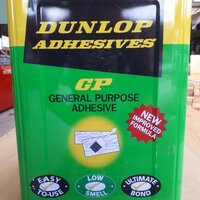 DUNLOP
ADHESIVES
GP
GENERAL PURPOSE
ADHESIVE
NEW
IMPROVED
FORMULA
EASY
TO-USE
LOW
SMELL
ULTIMATE
BOND